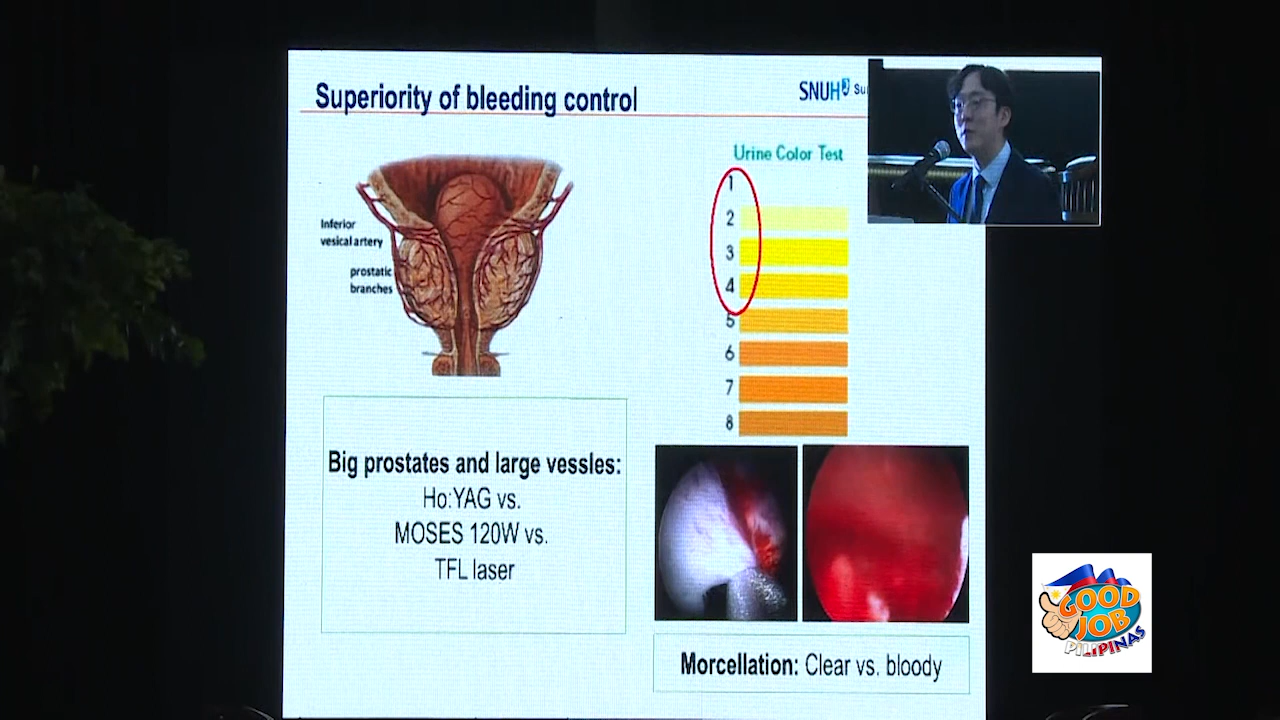 Superiority of bleeding control
SNUH
Urine Color Test
1
2
3
4
5
6
7
8
Inferior
vesical artery
prostatic
branches
Big prostates and large vessles:
Ho:YAG vs.
MOSES 120W vs.
TFL laser
Morcellation: Clear vs. bloody
GOOD
JOB
PILIPINAS